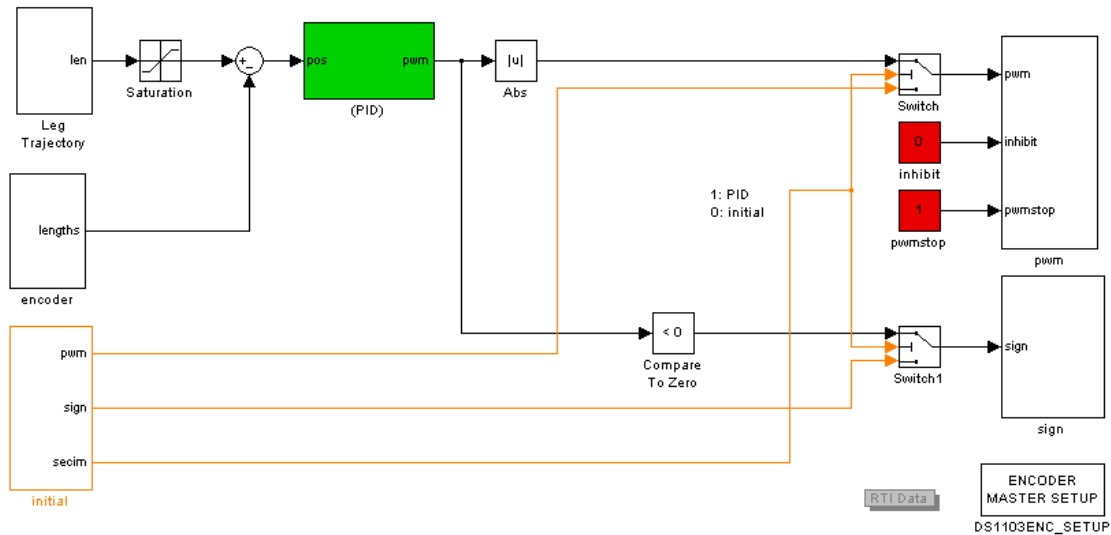 len
Saturation
Leg
Trajectory
+
−
pos
pwm
(PID)
|u|
Abs
Switch
pwm
inhibit
pwmstop
pwm
0
inhibit
1
pwmstop
lengths
encoder
1: PID
0: initial
< 0
Compare
To Zero
Switch1
sign
sign
pwm
sign
secim
initial
RTI Data
ENCODER
MASTER SETUP
DS1103ENC_SETUP